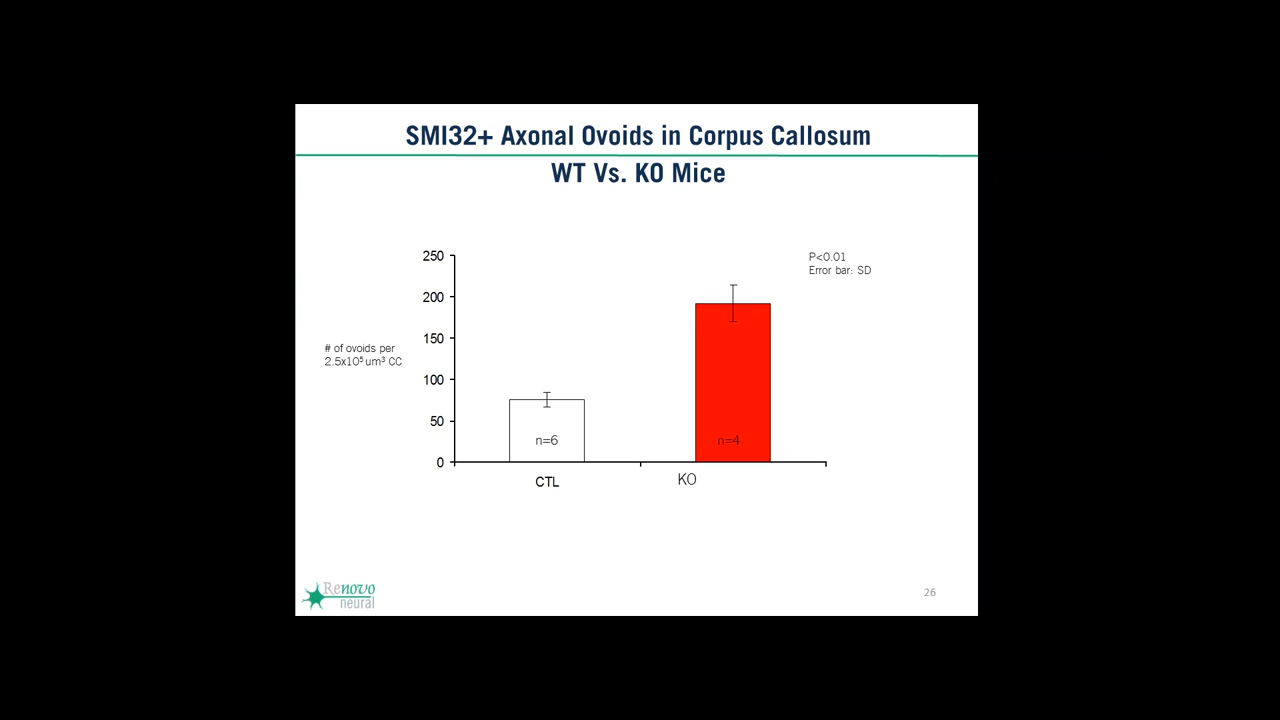 SMI32+ Axonal Ovoids in Corpus Callosum
WT Vs. KO Mice
P<0.01
Error bar: SD
250
200
150
100
50
0
# of ovoids per
2.5x10⁵ um³ CC
n=6
n=4
CTL
KO
Renovo
neural
26